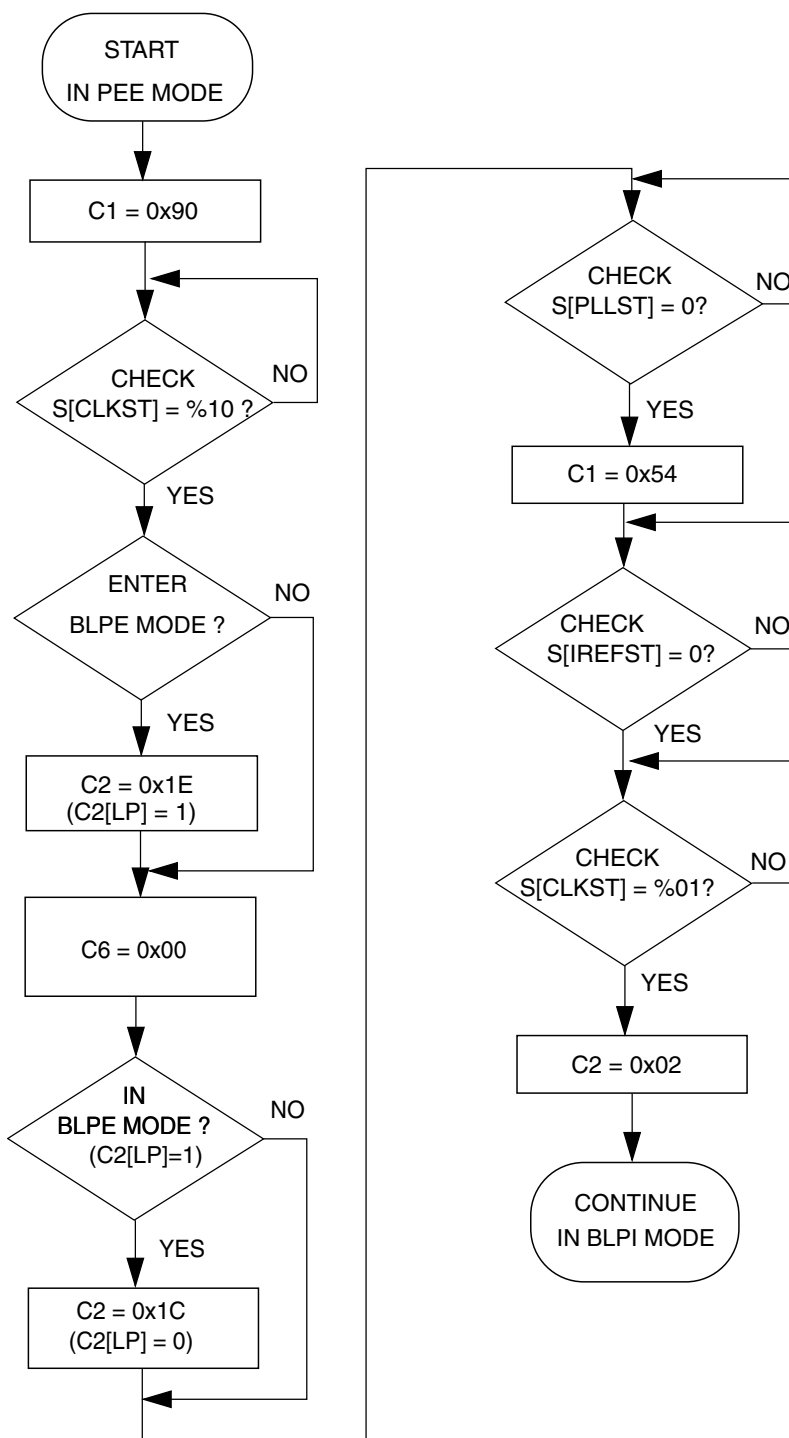 START
IN PEE MODE
C1 = 0x90
CHECK
S[CLKST] = %10 ?
NO
YES
ENTER
BLPE MODE ?
NO
YES
C2 = 0x1E
(C2[LP] = 1)
C6 = 0x00
IN
BLPE MODE ?
(C2[LP]=1)
NO
YES
C2 = 0x1C
(C2[LP] = 0)
CHECK
S[PLLST] = 0?
NO
YES
C1 = 0x54
CHECK
S[IREFST] = 0?
NO
YES
CHECK
S[CLKST] = %01?
NO
YES
C2 = 0x02
CONTINUE
IN BLPI MODE